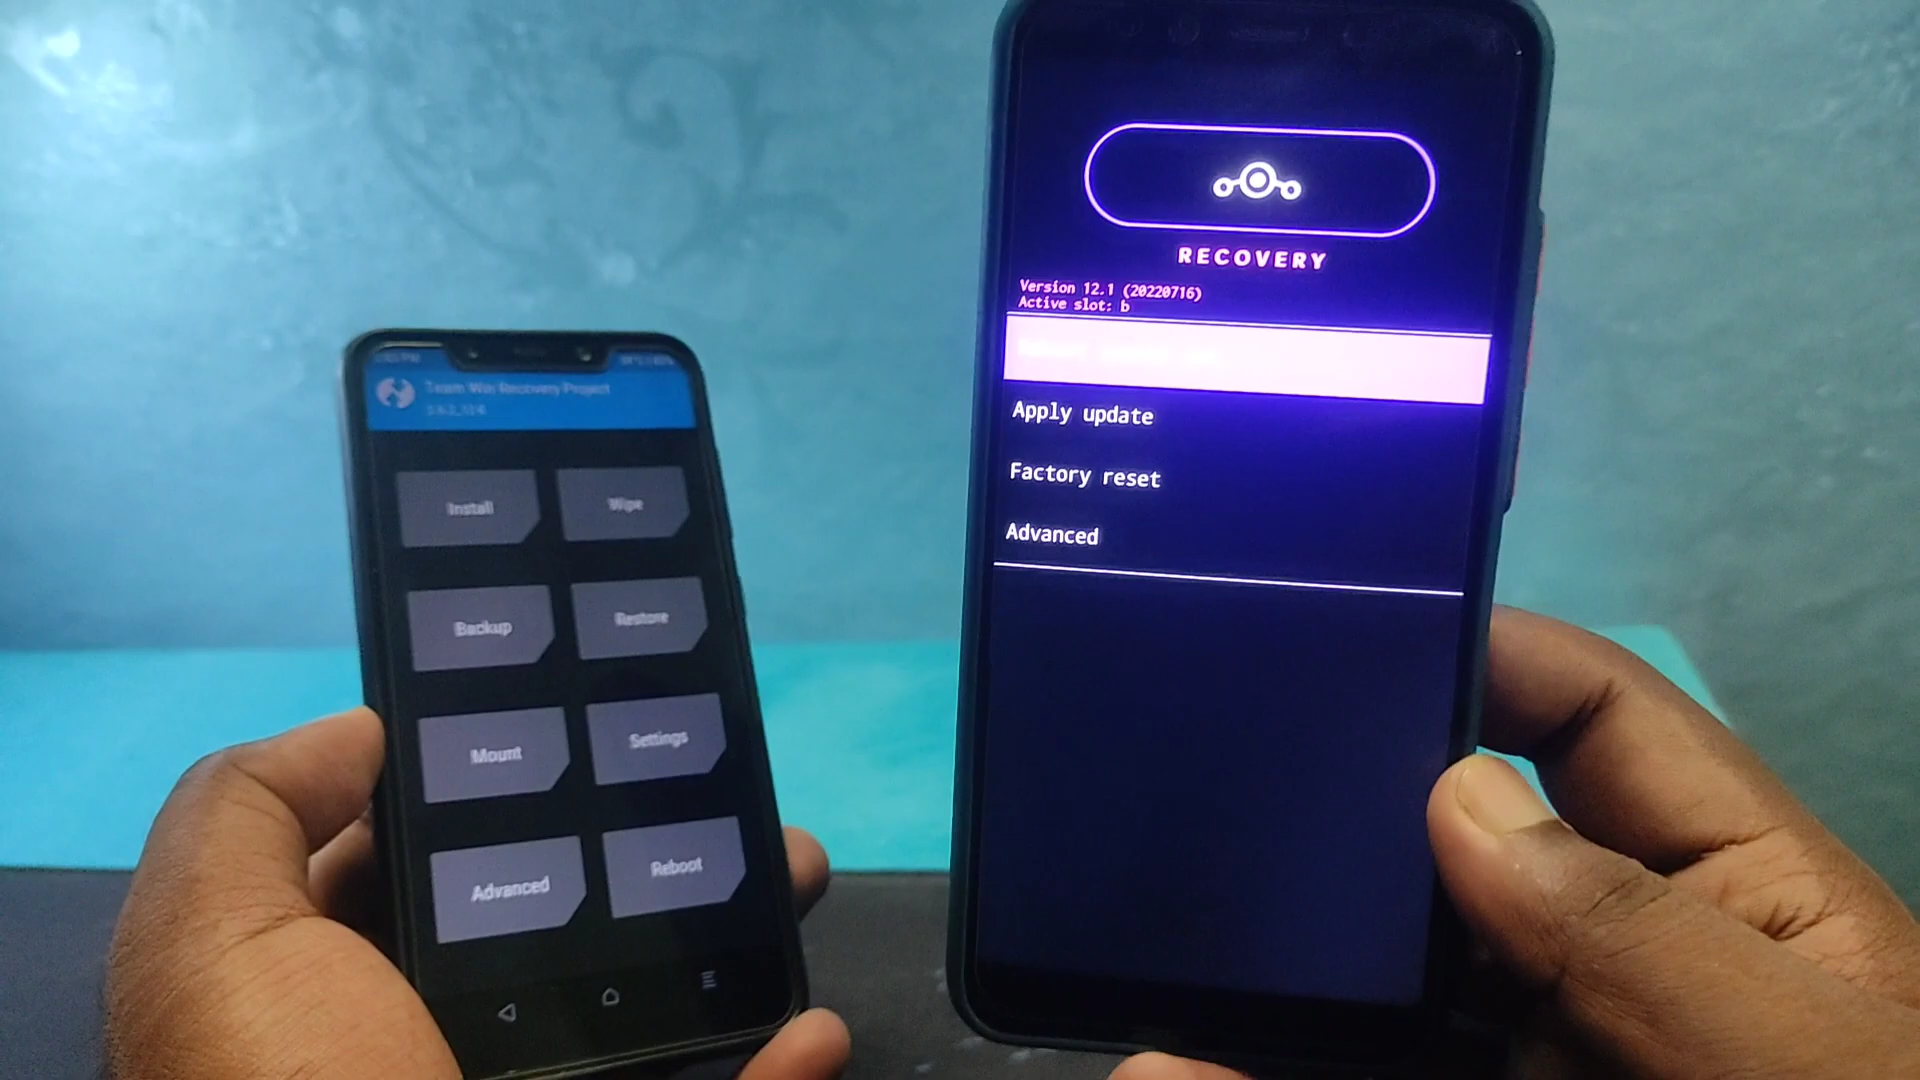 Team Win Recovery Project
Install
Wipe
Backup
Restore
Mount
Settings
Advanced
Reboot
RECOVERY
Version 12.1 (20220716)
Active slot: b
Apply update
Factory reset
Advanced